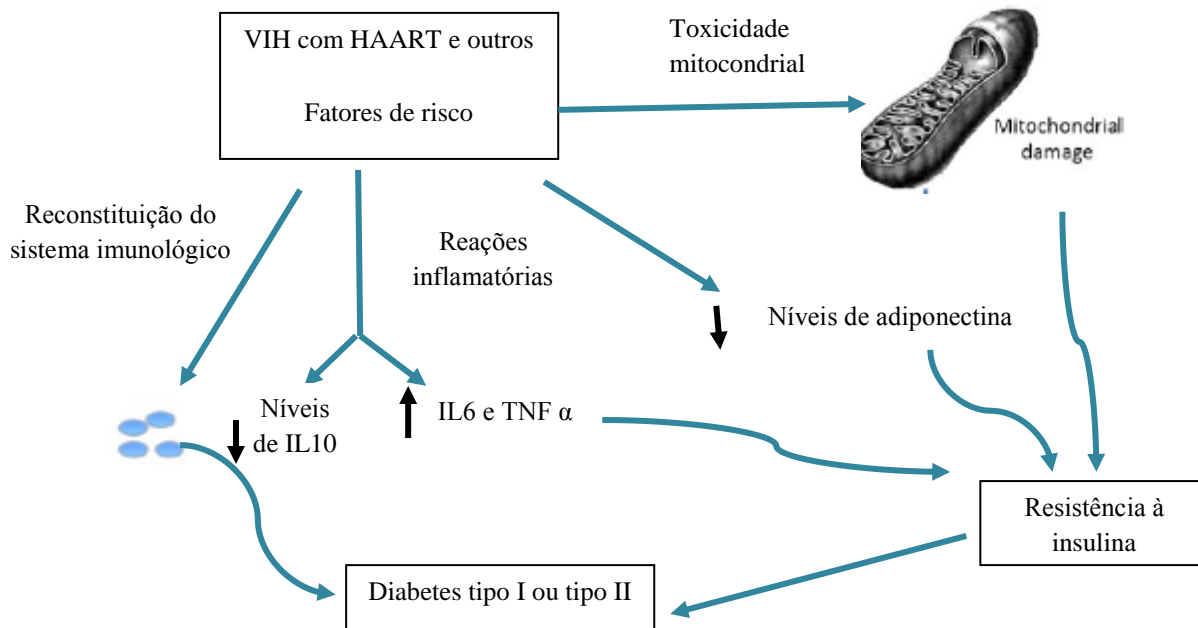 VIH com HAART e outros
Fatores de risco
Toxicidade
mitocondrial
Mitochondrial
damage
Reconstituição do
sistema imunológico
Reações
inflamatórias
Níveis de adiponectina
Níveis
de IL10
IL6 e TNF α
Resistência à
insulina
Diabetes tipo I ou tipo II